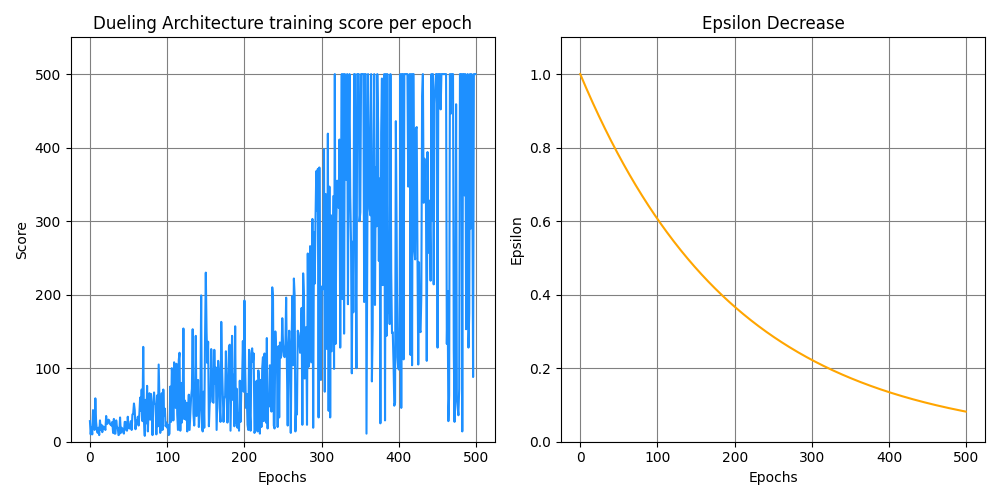 Dueling Architecture training score per epoch
500
400
300
200
100
0
Score
0 100 200 300 400 500
Epochs
Epsilon Decrease
1.0
0.8
0.6
0.4
0.2
0.0
Epsilon
0 100 200 300 400 500
Epochs